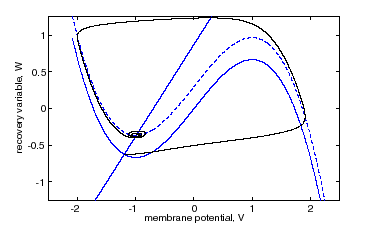 1
0.5
0
-0.5
-1
recovery variable, W
-2 -1 0 1 2
membrane potential, V